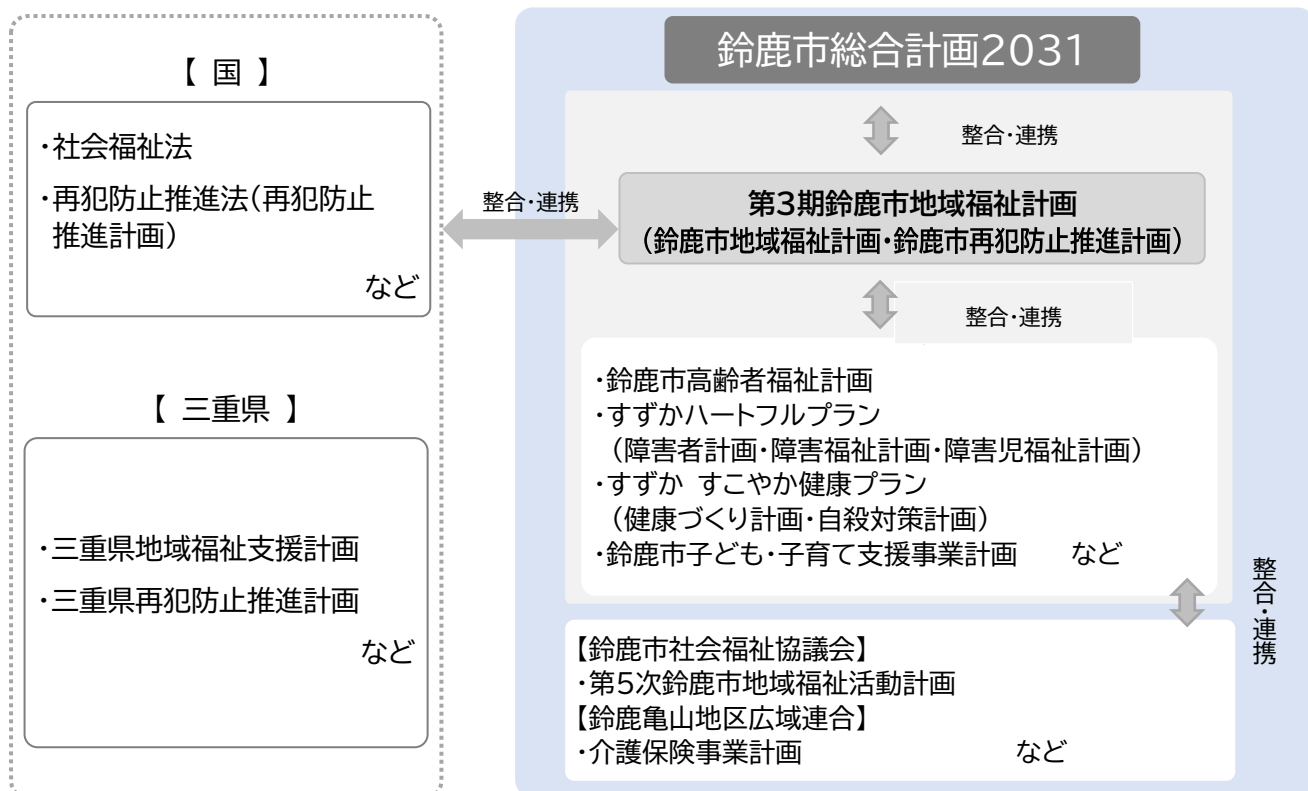 【 国 】
・社会福祉法
・再犯防止推進法（再犯防止
推進計画）
など
【 三重県 】
・三重県地域福祉支援計画
・三重県再犯防止推進計画
など
整合・連携
鈴鹿市総合計画2031
整合・連携
第3期鈴鹿市地域福祉計画
（鈴鹿市地域福祉計画・鈴鹿市再犯防止推進計画）
整合・連携
・鈴鹿市高齢者福祉計画
・すずかハートフルプラン
（障害者計画・障害福祉計画・障害児福祉計画）
・すずか すこやか健康プラン
（健康づくり計画・自殺対策計画）
・鈴鹿市子ども・子育て支援事業計画 など
整合・連携
【鈴鹿市社会福祉協議会】
・第5次鈴鹿市地域福祉活動計画
【鈴鹿亀山地区広域連合】
・介護保険事業計画 など